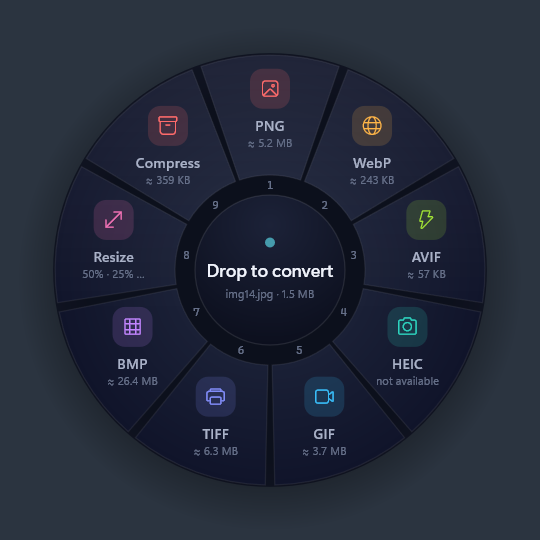 PNG
≈ 5.2 MB
1
WebP
≈ 243 KB
2
AVIF
≈ 57 KB
3
HEIC
not available
4
GIF
≈ 3.7 MB
5
TIFF
≈ 6.3 MB
6
BMP
≈ 26.4 MB
7
Resize
50% · 25% ...
8
Compress
≈ 359 KB
9
Drop to convert
img14.jpg · 1.5 MB